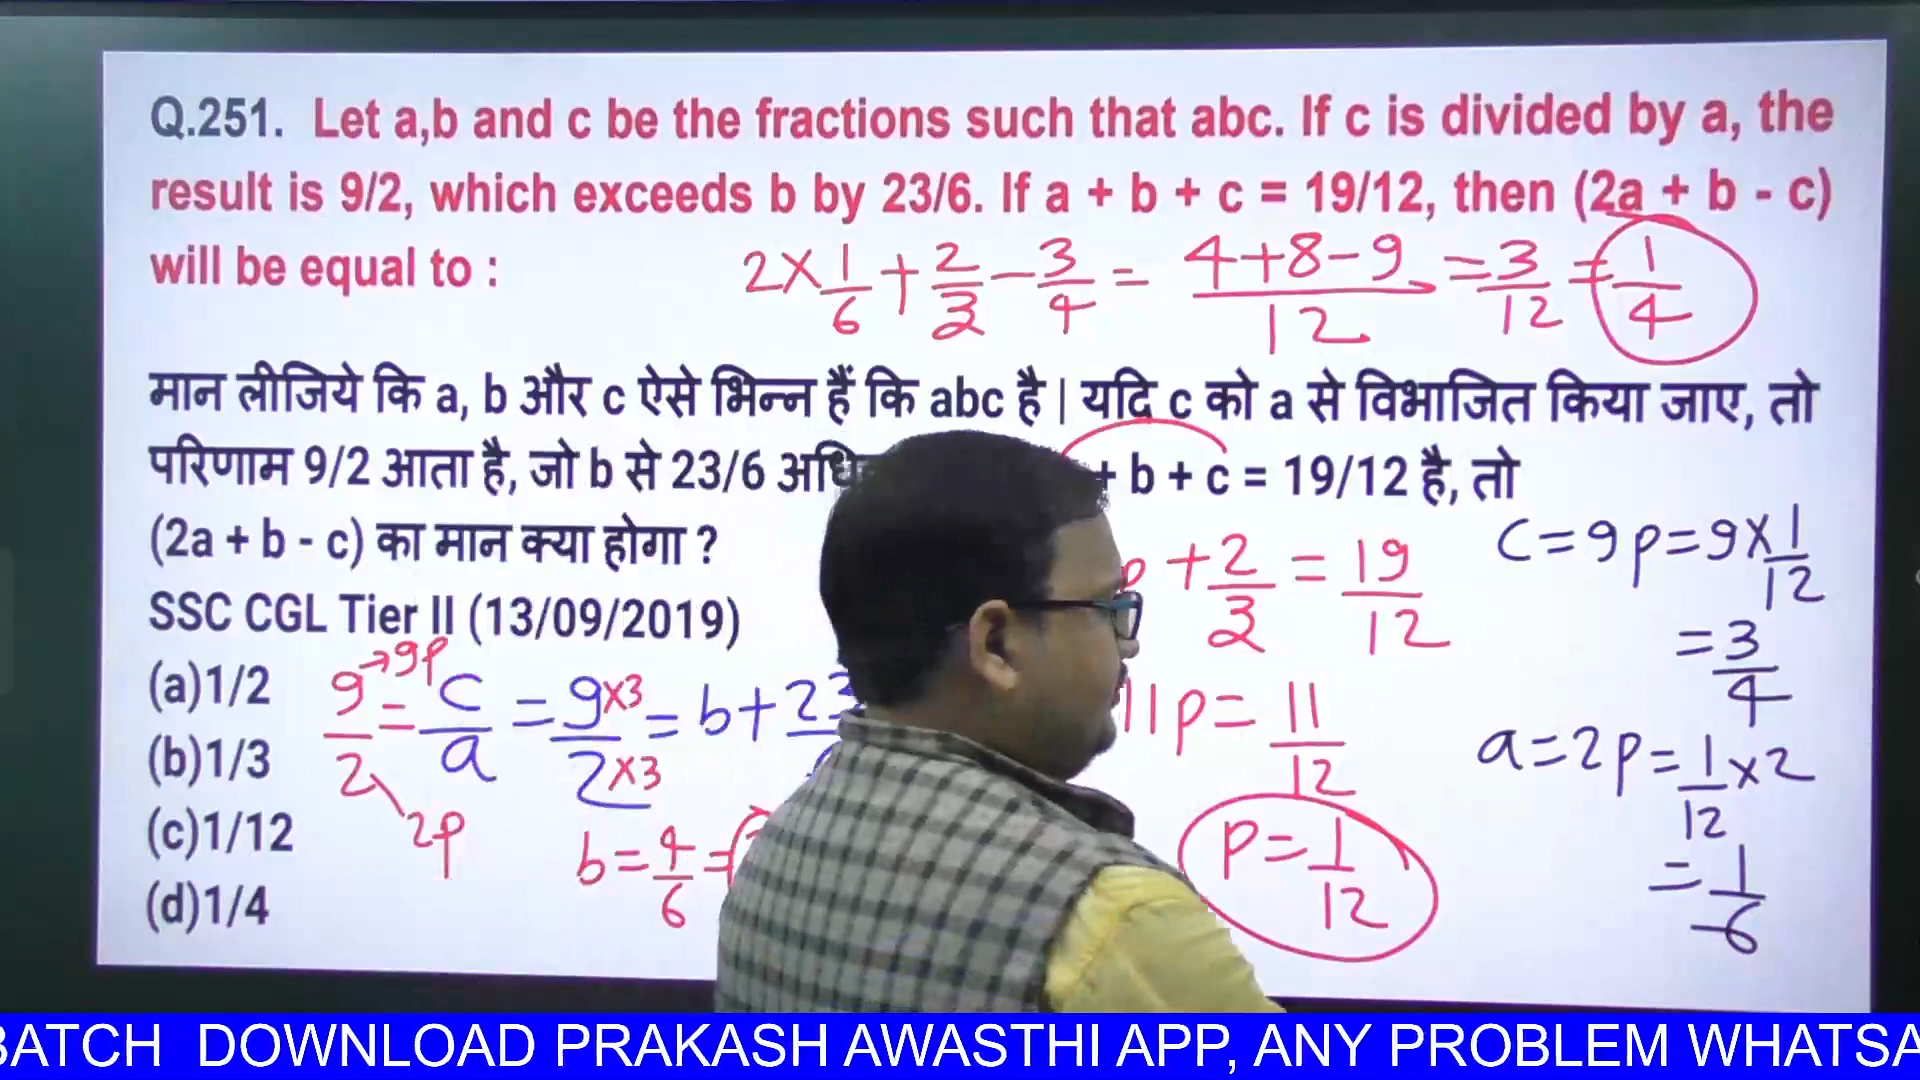 Q.251. Let a,b and c be the fractions such that abc. If c is divided by a, the
result is 9/2, which exceeds b by 23/6. If a + b + c = 19/12, then (2a + b - c)
will be equal to :
2×1/6 + 2/3 - 3/4 = 4+8-9/12 = 3/12 = 1/4
मान लीजिये कि a, b और c ऐसे भिन्न हैं कि abc है | यदि c को a से विभाजित किया जाए, तो
परिणाम 9/2 आता है, जो b से 23/6 + b + c = 19/12 है, तो
(2a + b - c) का मान क्या होगा ?
SSC CGL Tier II (13/09/2019)
(a)1/2
(b)1/3
(c)1/12
(d)1/4
9/2 = c/a = 9×3/2×3 = b + 23
→9p
2p
b = 4/6 =
p + 2/3 = 19/12
11p = 11/12
p = 1/12
c = 9p = 9×1/12
= 3/4
a = 2p = 1/12 × 2
= 1/6
BATCH DOWNLOAD PRAKASH AWASTHI APP, ANY PROBLEM WHATSA